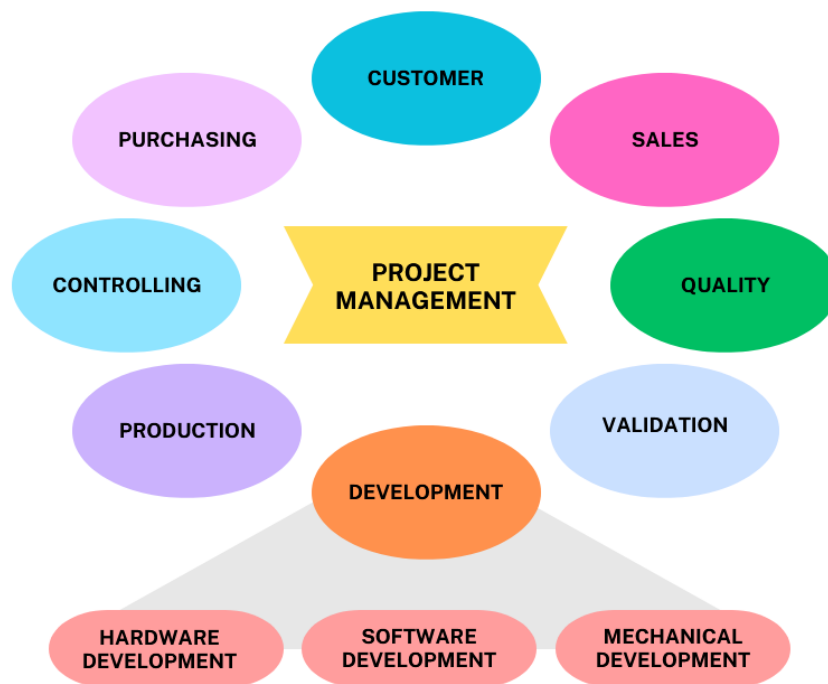 CUSTOMER
PURCHASING
SALES
CONTROLLING
PROJECT
MANAGEMENT
QUALITY
PRODUCTION
VALIDATION
DEVELOPMENT
HARDWARE
DEVELOPMENT
SOFTWARE
DEVELOPMENT
MECHANICAL
DEVELOPMENT